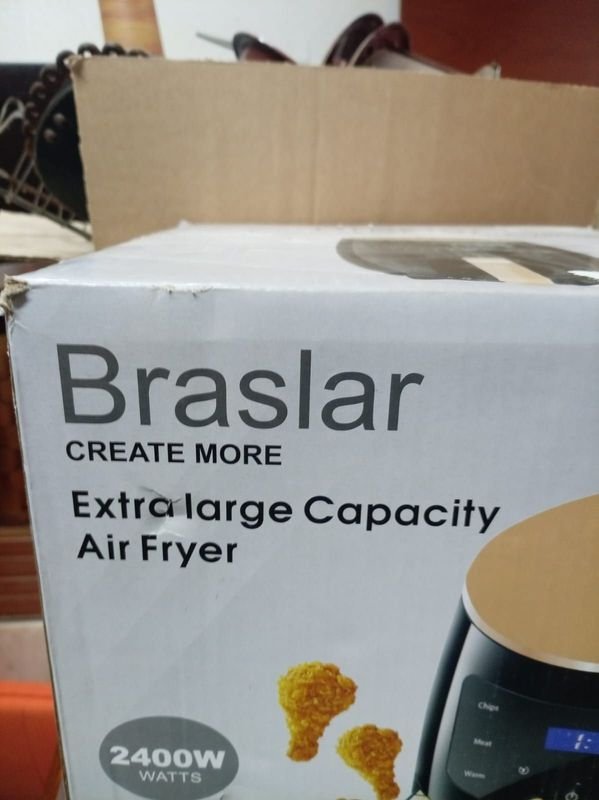 Braslar
CREATE MORE
Extra large Capacity
Air Fryer
Chips
Meat
Warm
2400W
WATTS